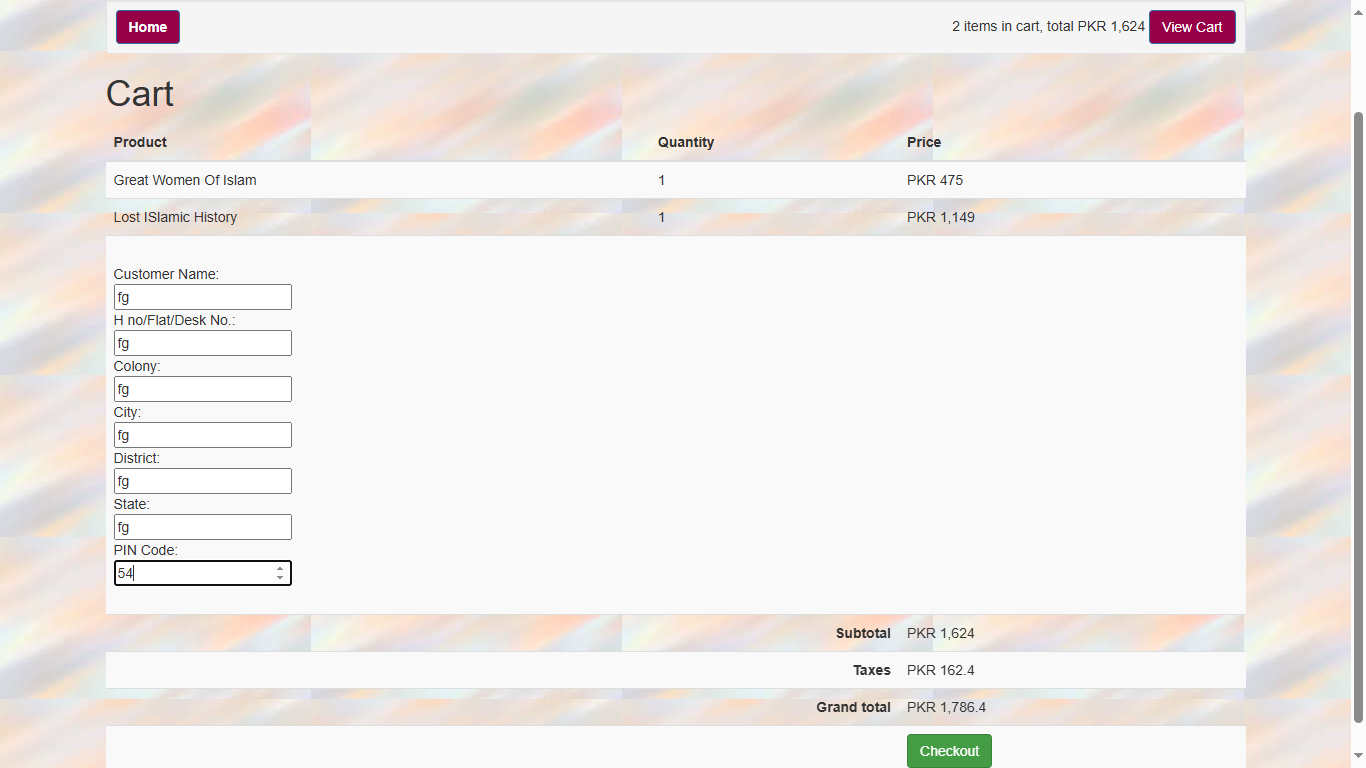 Home 2 items in cart, total PKR 1,624 View Cart
Cart
Product Quantity Price
Great Women Of Islam 1 PKR 475
Lost ISlamic History 1 PKR 1,149
Customer Name:
fg
H no/Flat/Desk No.:
fg
Colony:
fg
City:
fg
District:
fg
State:
fg
PIN Code:
54
Subtotal PKR 1,624
Taxes PKR 162.4
Grand total PKR 1,786.4
Checkout